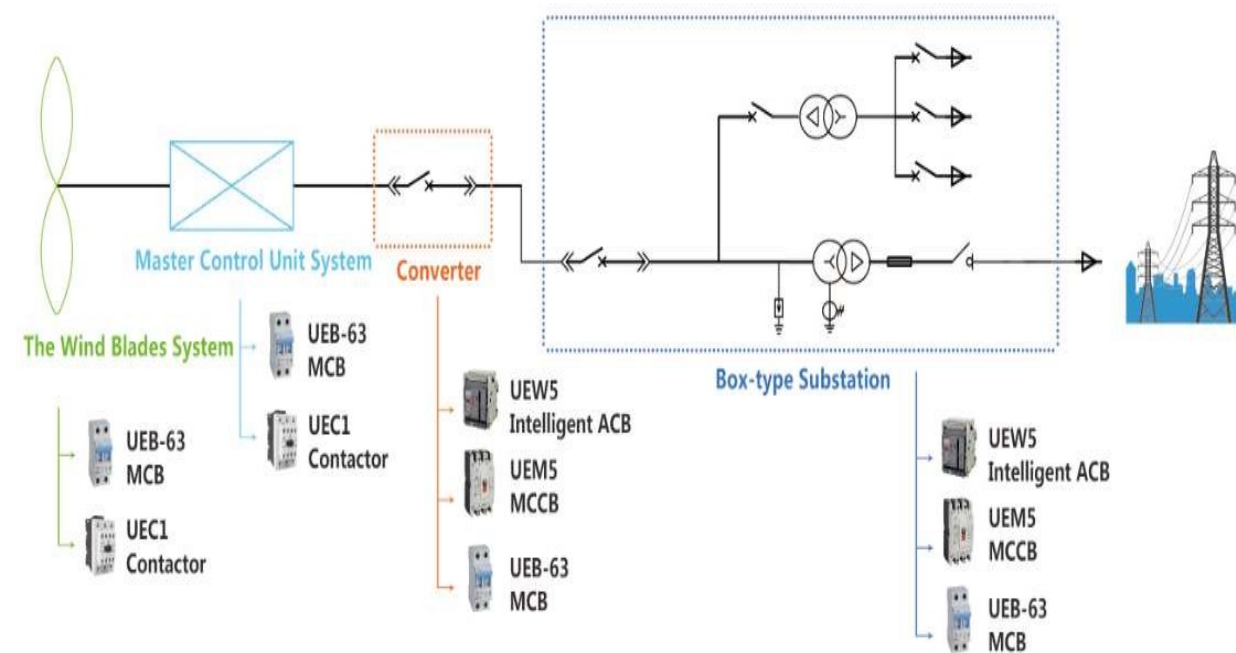 Master Control Unit System
Converter
The Wind Blades System
Box-type Substation
UEB-63
MCB
UEC1
Contactor
UEB-63
MCB
UEC1
Contactor
UEW5
Intelligent ACB
UEM5
MCCB
UEB-63
MCB
UEW5
Intelligent ACB
UEM5
MCCB
UEB-63
MCB